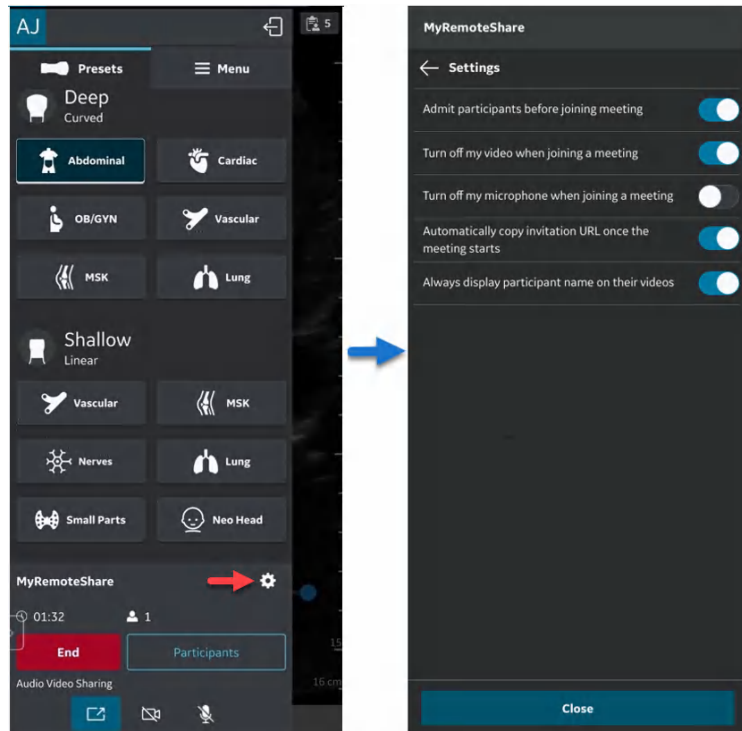 AJ
5
Presets
Menu
Deep
Curved
Abdominal
Cardiac
OB/GYN
Vascular
MSK
Lung
Shallow
Linear
Vascular
MSK
Nerves
Lung
Small Parts
Neo Head
MyRemoteShare
01:32
1
End
Participants
Audio Video Sharing
15
16 cm
MyRemoteShare
Settings
Admit participants before joining meeting
Turn off my video when joining a meeting
Turn off my microphone when joining a meeting
Automatically copy invitation URL once the
meeting starts
Always display participant name on their videos
Close